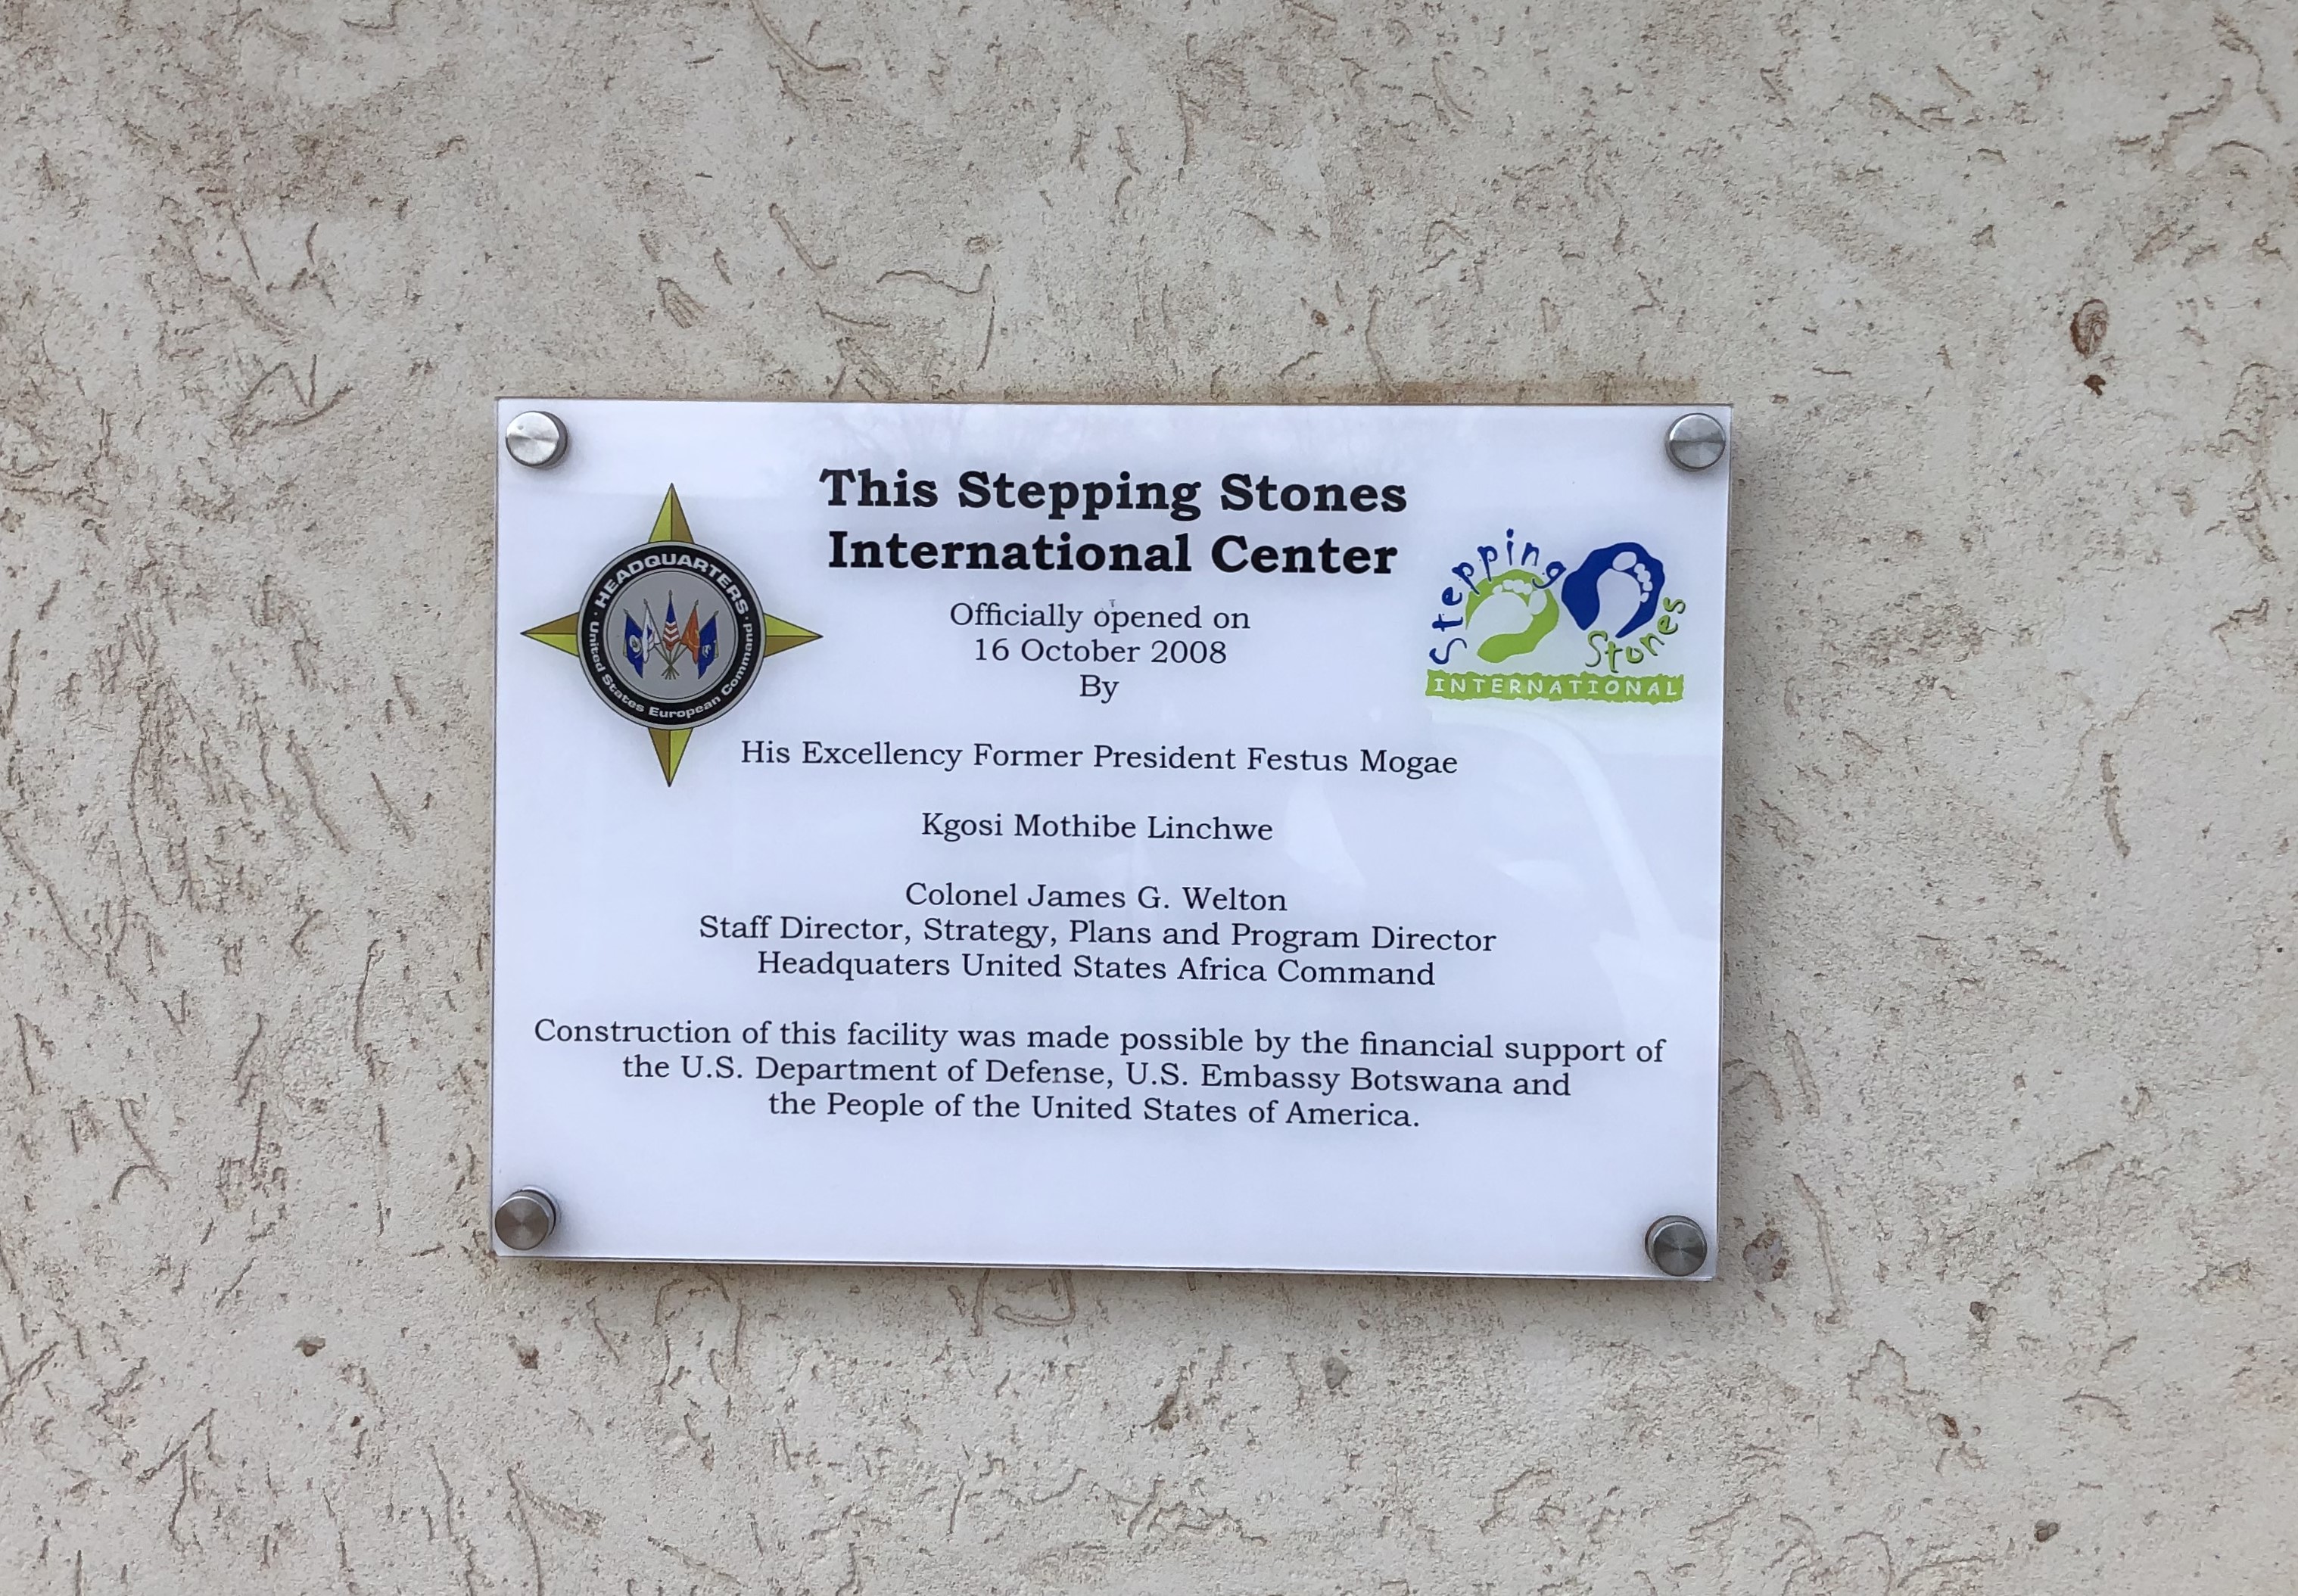 This Stepping Stones
International Center
Officially opened on
16 October 2008
By
His Excellency Former President Festus Mogae
Kgosi Mothibe Linchwe
Colonel James G. Welton
Staff Director, Strategy, Plans and Program Director
Headquaters United States Africa Command
Construction of this facility was made possible by the financial support of
the U.S. Department of Defense, U.S. Embassy Botswana and
the People of the United States of America.
HEADQUARTERS
United States European Command
Stepping
Stones
INTERNATIONAL